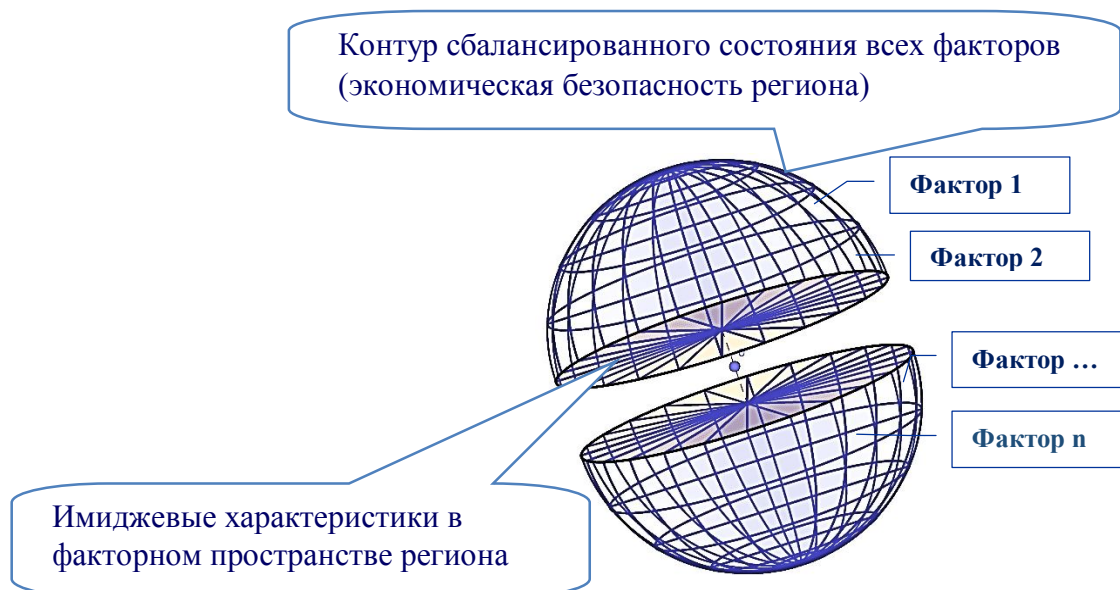 Контур сбалансированного состояния всех факторов
(экономическая безопасность региона)
Фактор 1
Фактор 2
Фактор ...
Фактор n
Имиджевые характеристики в
факторном пространстве региона